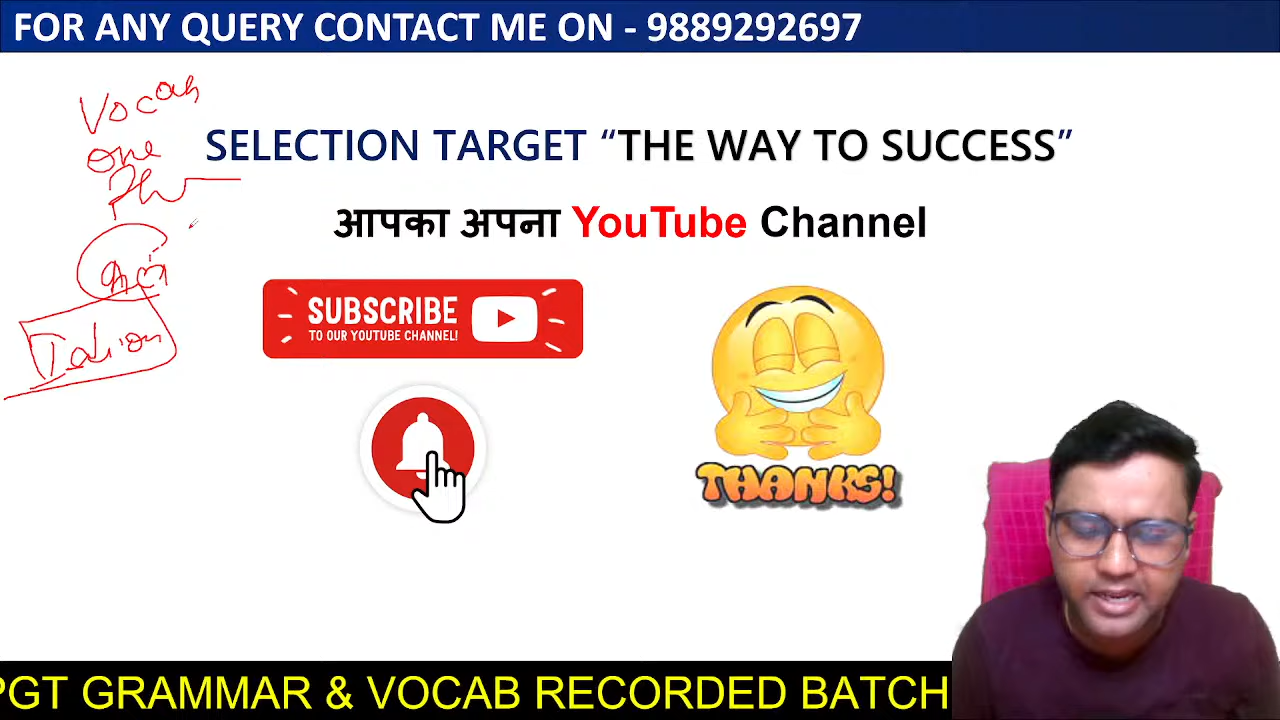 FOR ANY QUERY CONTACT ME ON - 9889292697
Vocab
one
SELECTION TARGET “THE WAY TO SUCCESS”
आपका अपना YouTube Channel
SUBSCRIBE
TO OUR YOUTUBE CHANNEL!
THANKS!
PGT GRAMMAR & VOCAB RECORDED BATCH